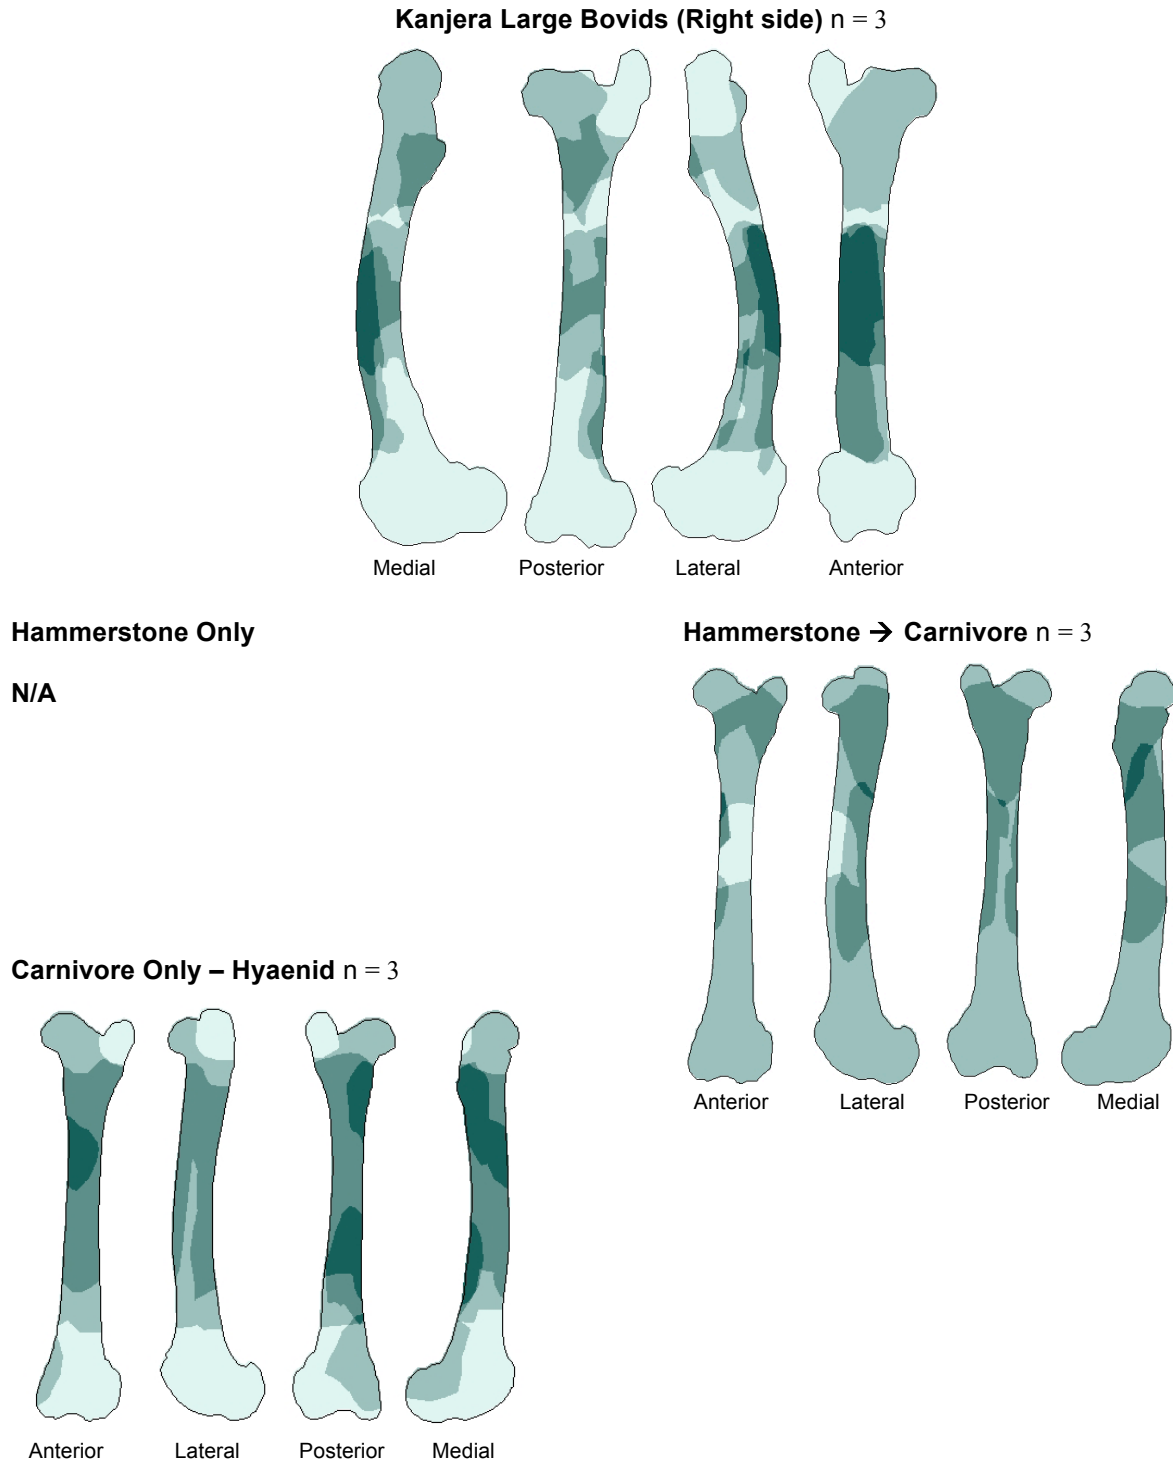 Kanjera Large Bovids (Right side) n = 3
Medial Posterior Lateral Anterior
Hammerstone Only
N/A
Hammerstone → Carnivore n = 3
Anterior Lateral Posterior Medial
Carnivore Only – Hyaenid n = 3
Anterior Lateral Posterior Medial